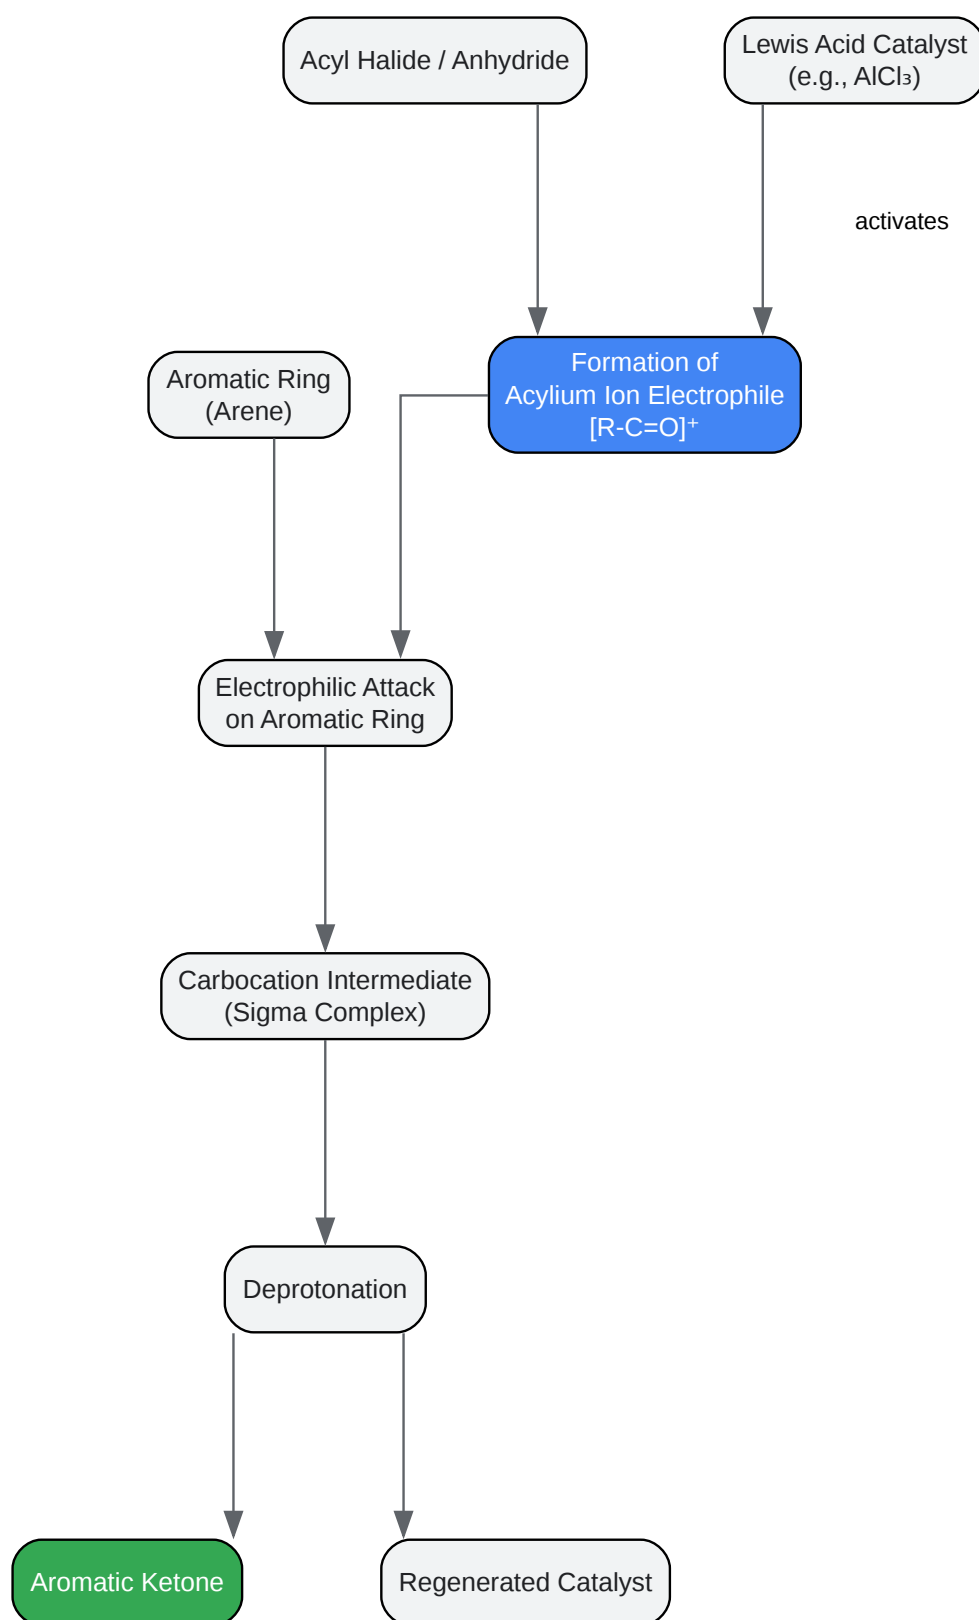 Acyl Halide / Anhydride
Lewis Acid Catalyst
(e.g., AlCl₃)
activates
Formation of
Acylium Ion Electrophile
[R-C=O]⁺
Aromatic Ring
(Arene)
Electrophilic Attack
on Aromatic Ring
Carbocation Intermediate
(Sigma Complex)
Deprotonation
Aromatic Ketone
Regenerated Catalyst